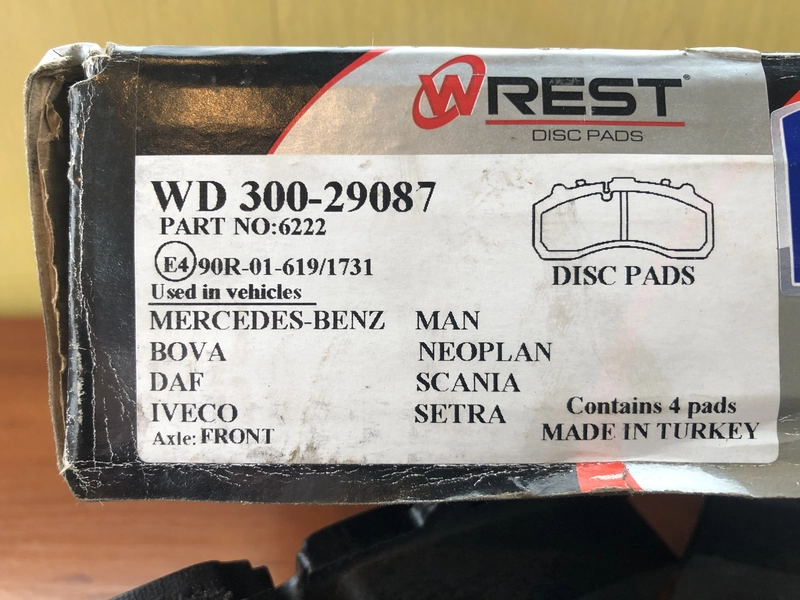 WREST®
DISC PADS
WD 300-29087
PART NO:6222
E4/90R-01-619/1731
DISC PADS
Used in vehicles
MERCEDES-BENZ MAN
BOVA NEOPLAN
DAF SCANIA
IVECO SETRA
Axle: FRONT
Contains 4 pads
MADE IN TURKEY